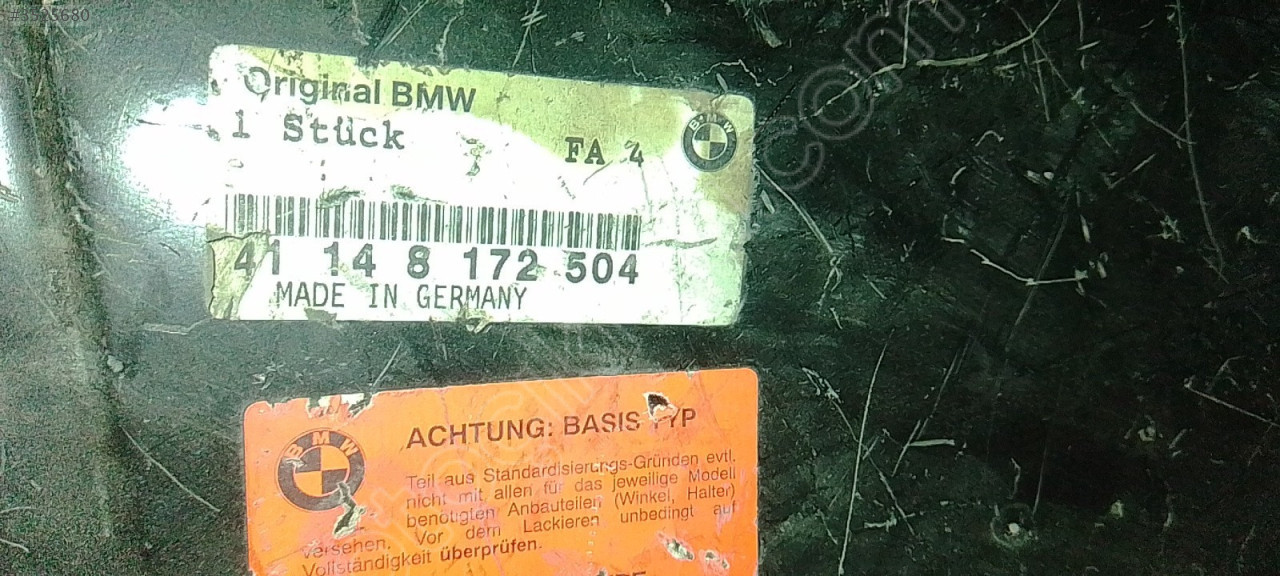 #3525680
Original BMW
1 Stück
FA 4
BMW
41 14 8 172 504
MADE IN GERMANY
BMW
ACHTUNG: BASIS TYP
Teil aus Standardisierungs-Gründen evtl.
nicht mit allen für das jeweilige Modell
benötigten Anbauteilen (Winkel, Halter)
versehen. Vor dem Lackieren unbedingt auf
Vollständigkeit überprüfen.